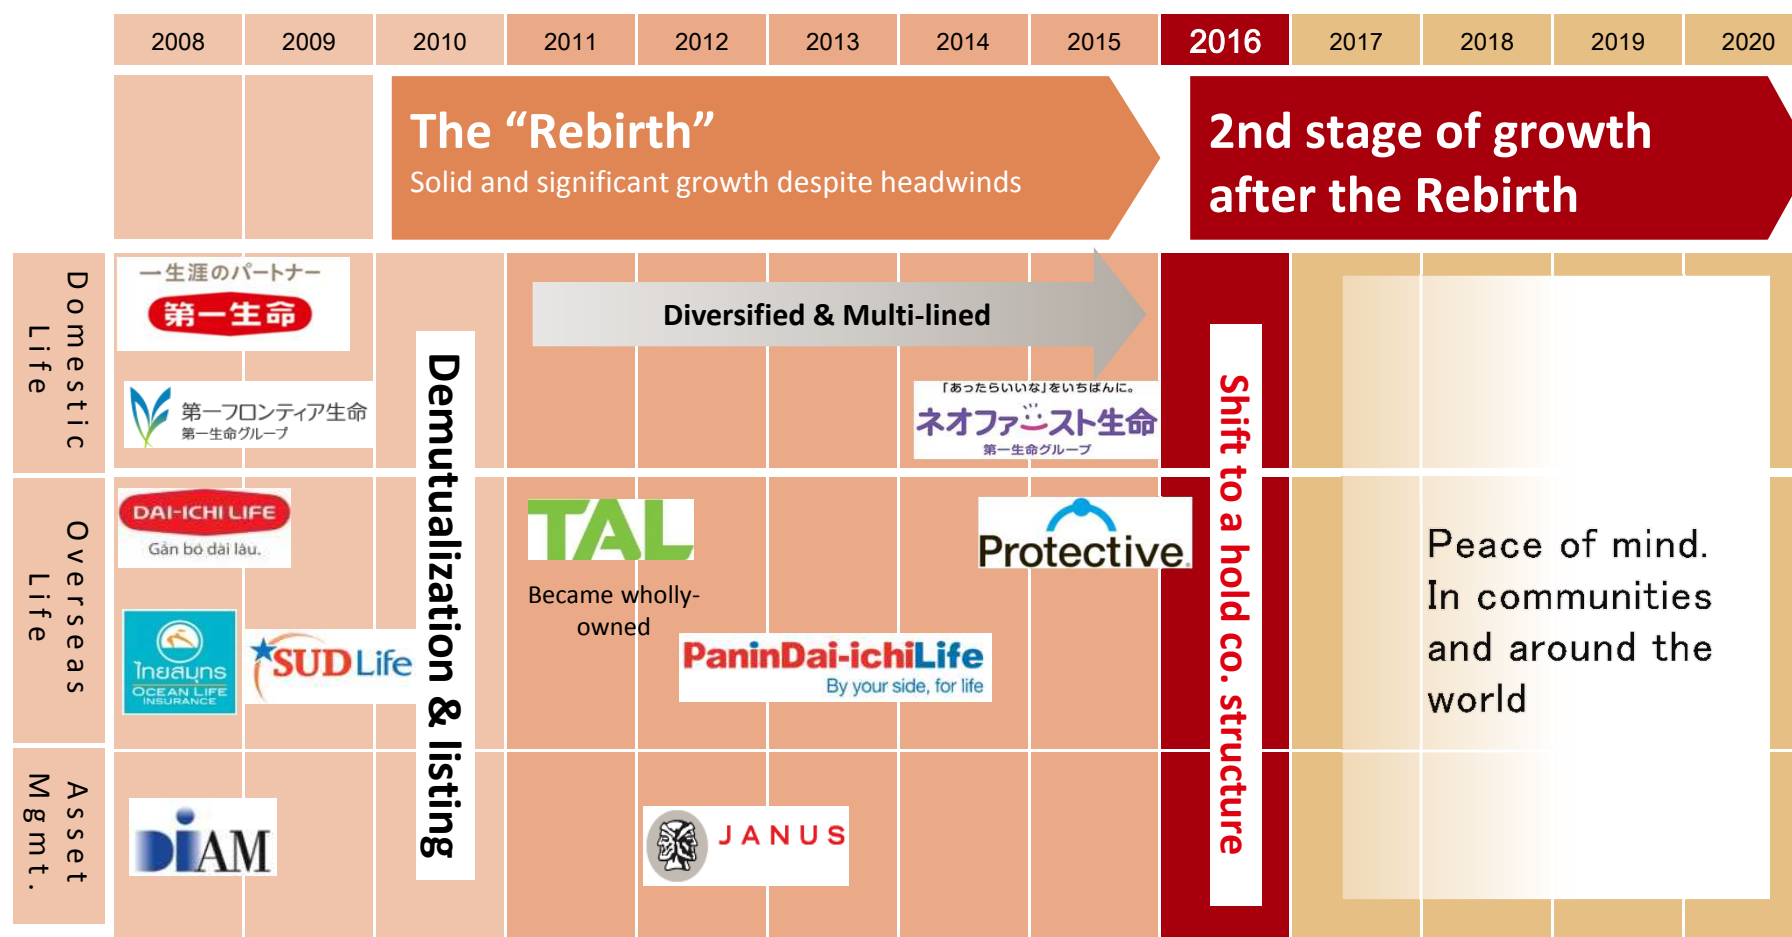 2008 2009 2010 2011 2012 2013 2014 2015 2016 2017 2018 2019 2020
The “Rebirth”
Solid and significant growth despite headwinds
2nd stage of growth
after the Rebirth
Domestic
Life
一生涯のパートナー
第一生命
第一フロンティア生命
第一生命グループ
Diversified & Multi-lined
「あったらいいな」をいちばんに。
ネオファースト生命
第一生命グループ
Demutualization & listing
Shift to a hold co. structure
Overseas
Life
DAI-ICHI LIFE
Gắn bó dài lâu.
ไทยสมุทร
OCEAN LIFE
INSURANCE
SUD Life
TAL
Became wholly-
owned
PaninDai-ichiLife
By your side, for life
Protective.
Peace of mind.
In communities
and around the
world
Asset
Mgmt.
DIAM
JANUS